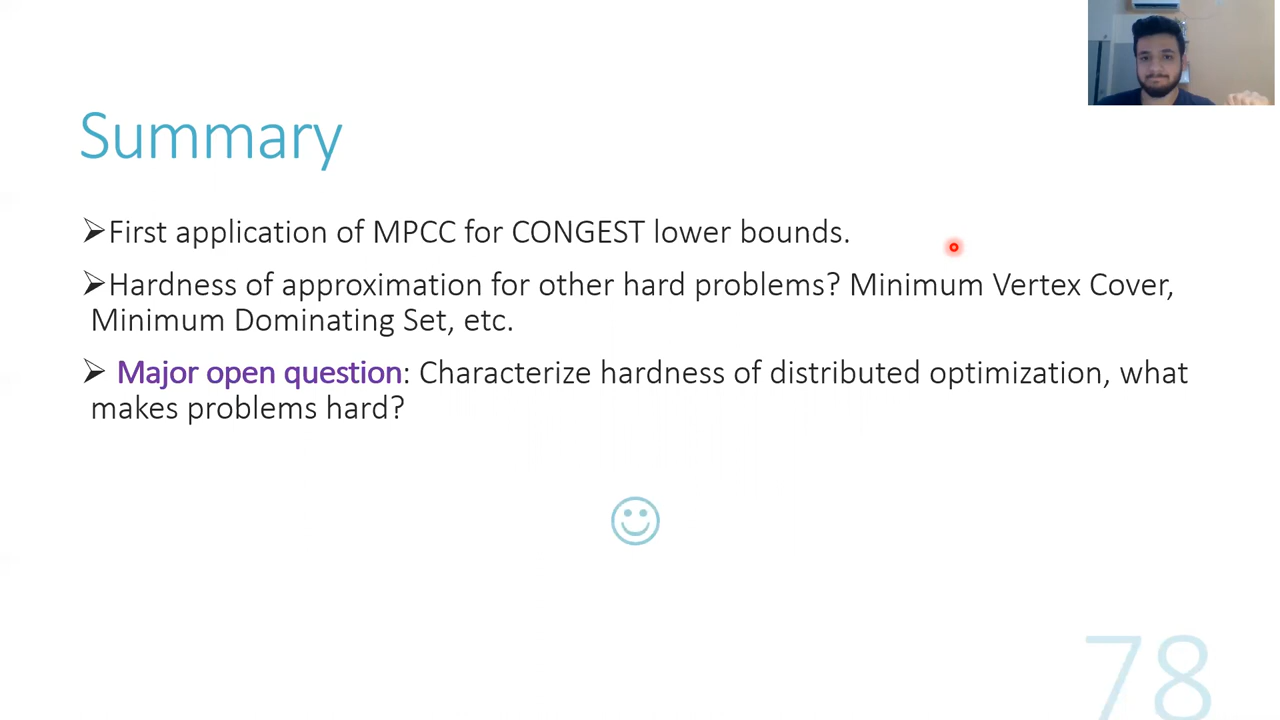 Summary
➢First application of MPCC for CONGEST lower bounds.
➢Hardness of approximation for other hard problems? Minimum Vertex Cover,
Minimum Dominating Set, etc.
➢ Major open question: Characterize hardness of distributed optimization, what
makes problems hard?
78